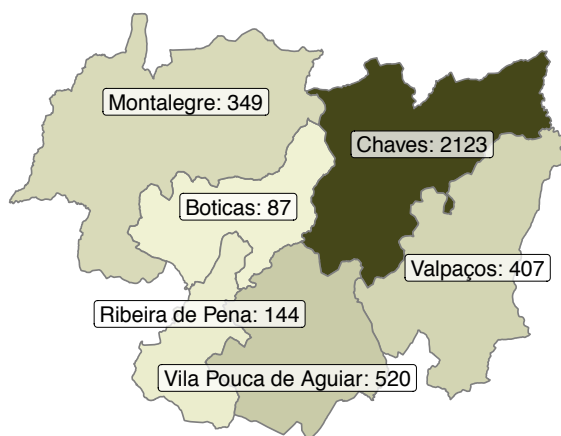 Montalegre: 349
Chaves: 2123
Boticas: 87
Valpaços: 407
Ribeira de Pena: 144
Vila Pouca de Aguiar: 520